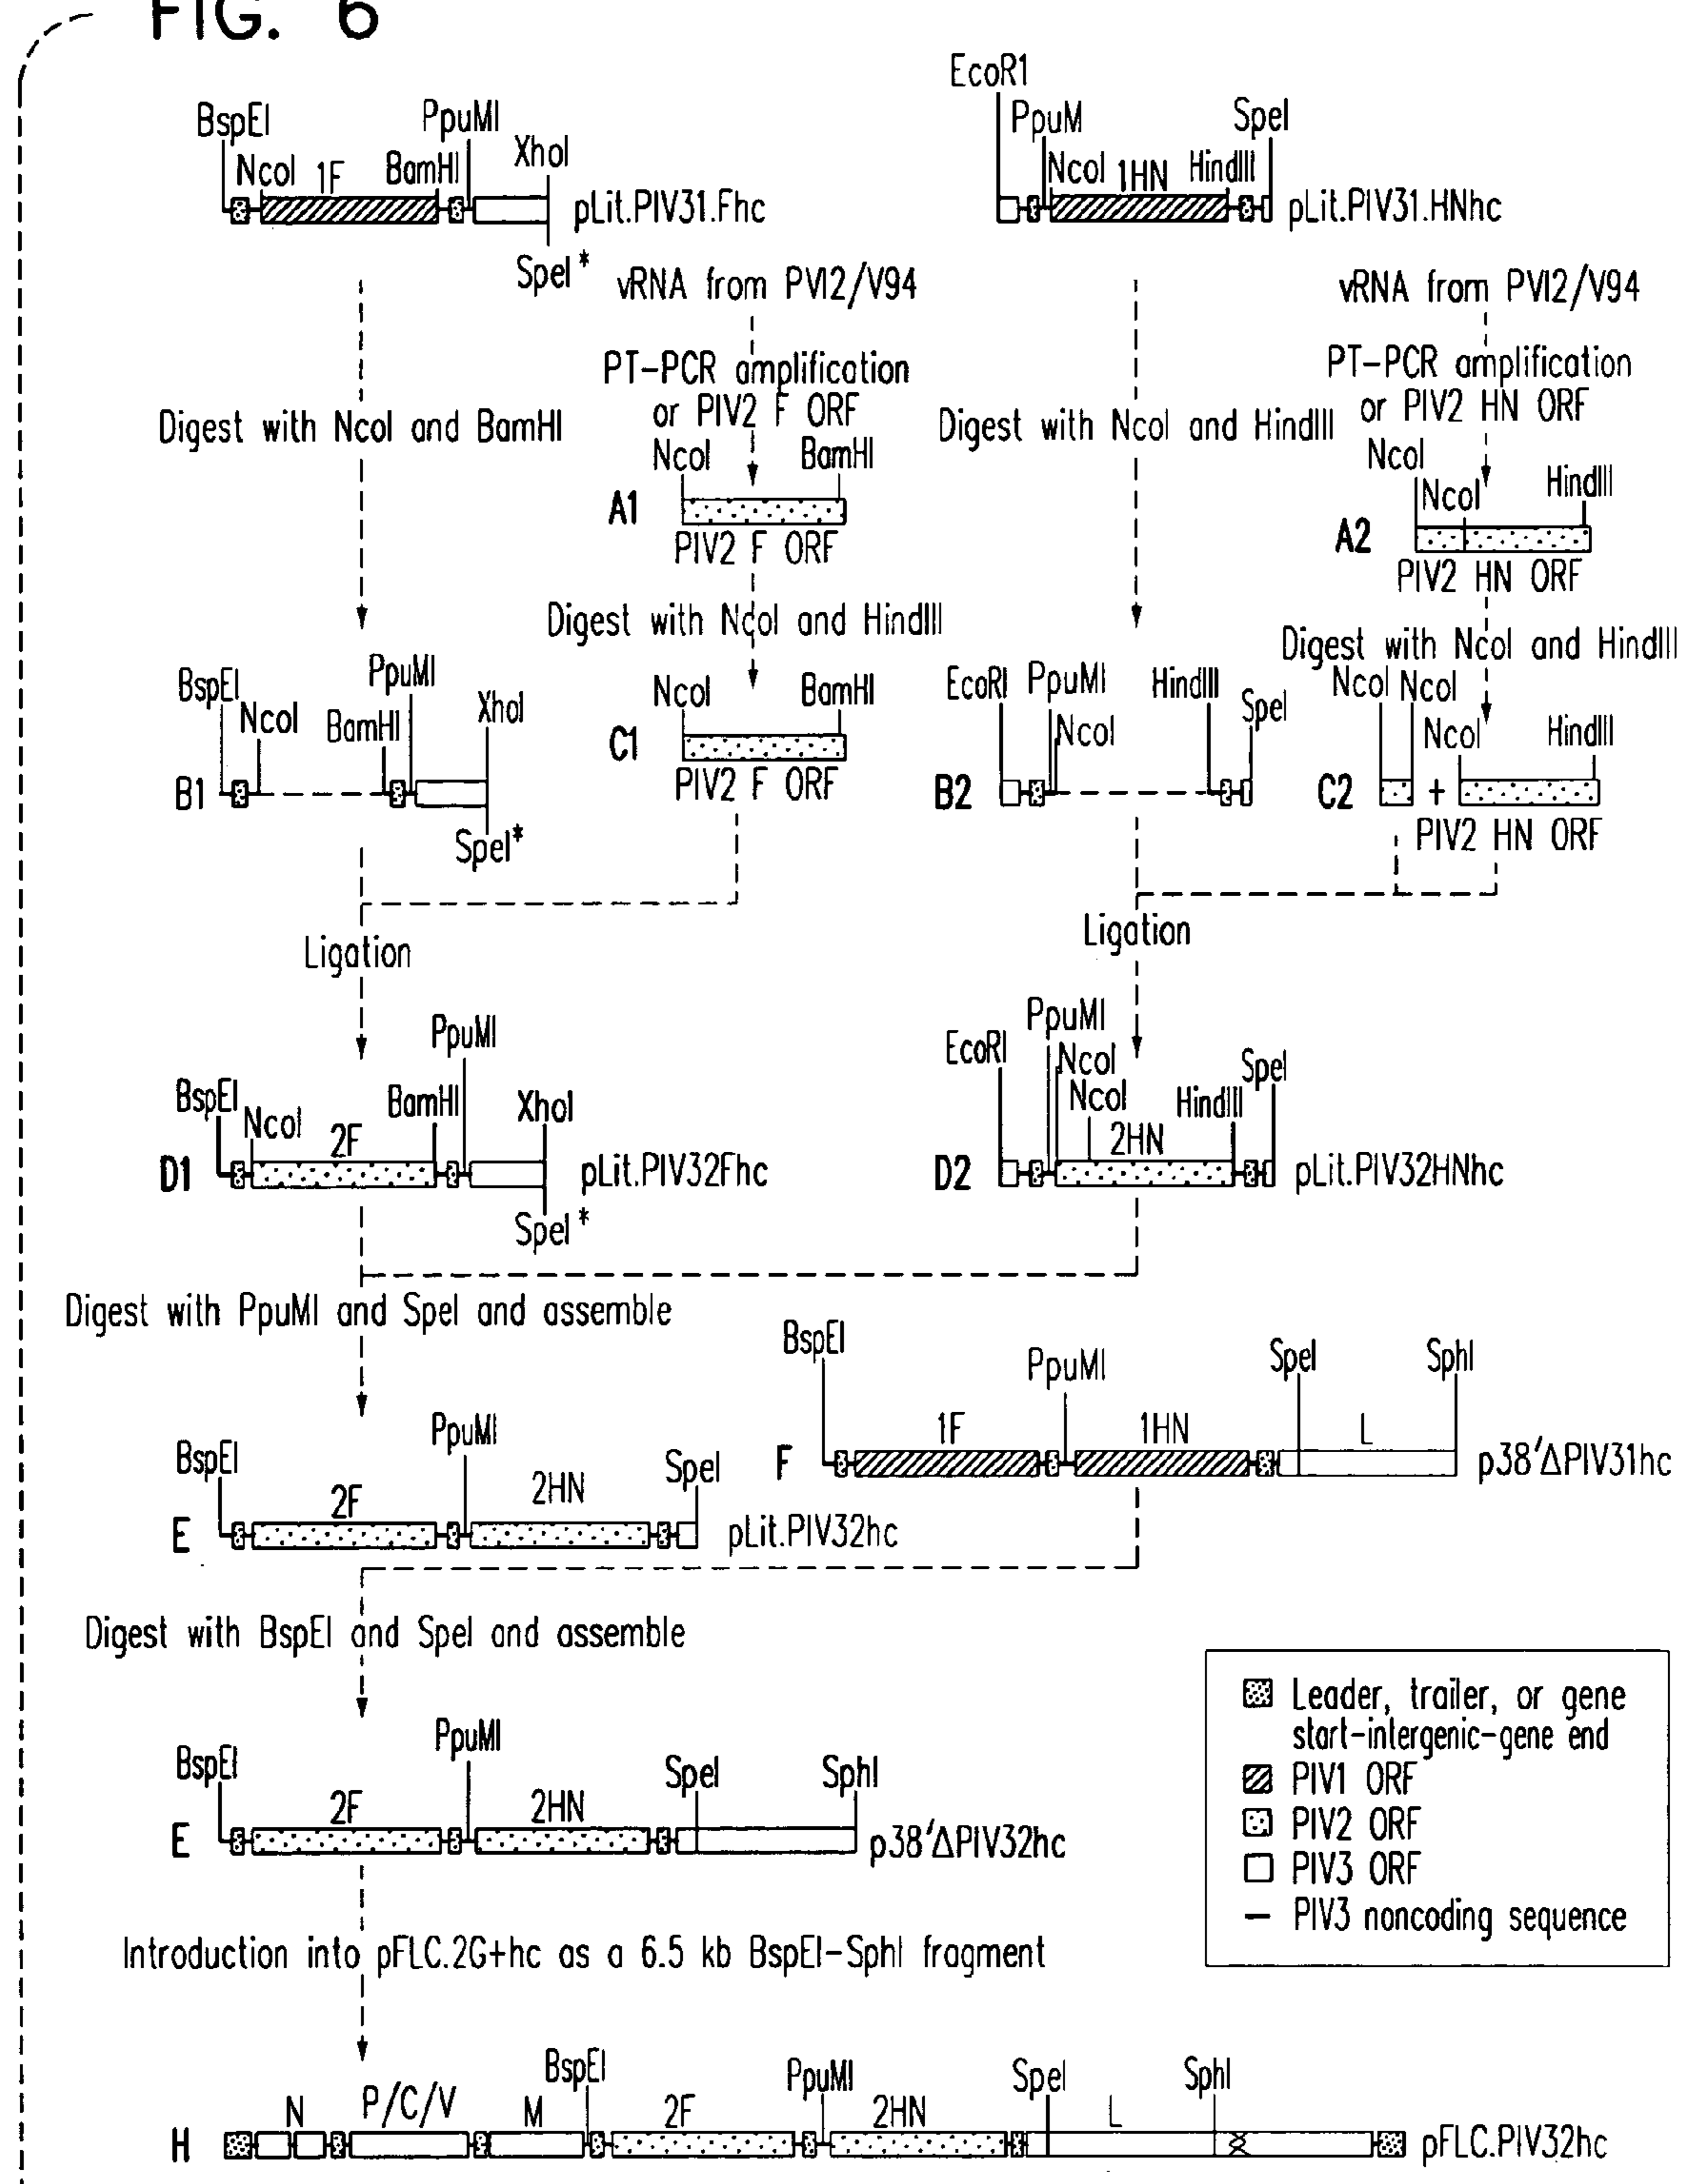 FIG. 6
EcoR1
BspEI
PpuMI
PpuM
SpeI
XhoI
NcoI 1F BamHI
NcoI 1HN HindIII
pLit.PIV31.Fhc
pLit.PIV31.HNhc
SpeI*
vRNA from PVI2/V94
vRNA from PVI2/V94
PT-PCR amplification
or PIV2 F ORF
PT-PCR amplification
or PIV2 HN ORF
Digest with NcoI and BamHI
Digest with NcoI and HindIII
NcoI BamHI
NcoI
NcoI HindIII
A1
PIV2 F ORF
A2
PIV2 HN ORF
Digest with NcoI and HindIII
Digest with NcoI and HindIII
BspEI
PpuMI
NcoI
BamHI
XhoI
B1
SpeI*
NcoI BamHI
C1
PIV2 F ORF
EcoRI PpuMI HindIII
SpeI
NcoI
B2
NcoI NcoI
NcoI HindIII
C2 +
PIV2 HN ORF
Ligation
Ligation
PpuMI
BspEI
NcoI 2F BamHI
XhoI
D1
pLit.PIV32Fhc
SpeI*
PpuMI
EcoRI
NcoI
SpeI
NcoI
HindIII
2HN
D2
pLit.PIV32HNhc
Digest with PpuMI and SpeI and assemble
BspEI
PpuMI
SpeI
SphI
1F 1HN L
F
p38′ΔPIV31hc
PpuMI
BspEI
SpeI
2F 2HN
E
pLit.PIV32hc
Digest with BspEI and SpeI and assemble
PpuMI
BspEI
SpeI SphI
2F 2HN
E
p38′ΔPIV32hc
Leader, trailer, or gene
start-intergenic-gene end
PIV1 ORF
PIV2 ORF
PIV3 ORF
PIV3 noncoding sequence
Introduction into pFLC.2G+hc as a 6.5 kb BspEI-SphI fragment
BspEI
PpuMI
SpeI
SphI
N P/C/V M 2F 2HN L
H
pFLC.PIV32hc